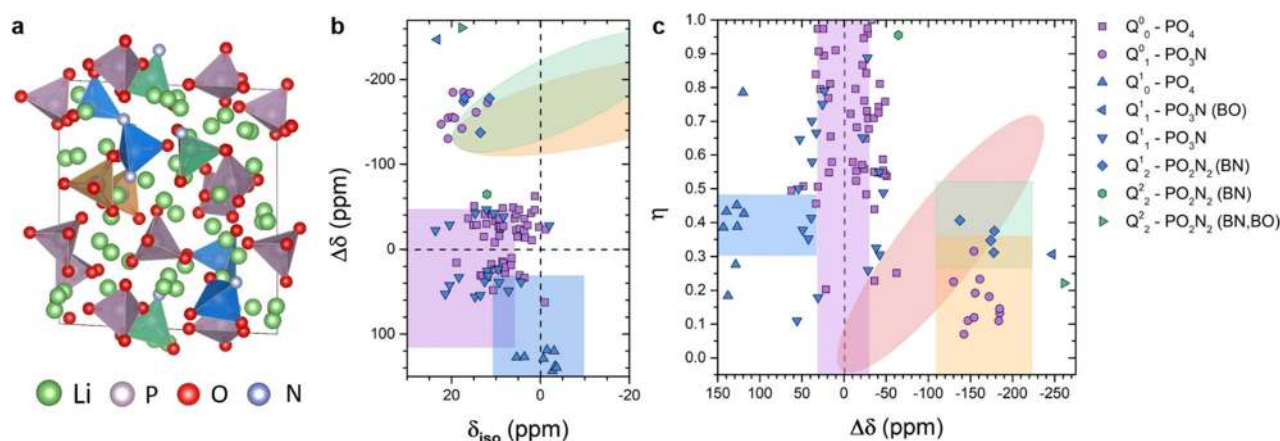 a
Li P O N
b
Δδ (ppm)
-200
-100
0
100
20 0 -20
δiso (ppm)
c
η
1.0
0.9
0.8
0.7
0.6
0.5
0.4
0.3
0.2
0.1
0.0
150 100 50 0 -50 -100 -150 -200 -250
Δδ (ppm)
Q⁰₀ - PO₄
Q⁰₁ - PO₃N
Q¹₀ - PO₄
Q¹₁ - PO₃N (BO)
Q¹₁ - PO₃N
Q¹₂ - PO₂N₂ (BN)
Q²₂ - PO₂N₂ (BN)
Q²₂ - PO₂N₂ (BN,BO)